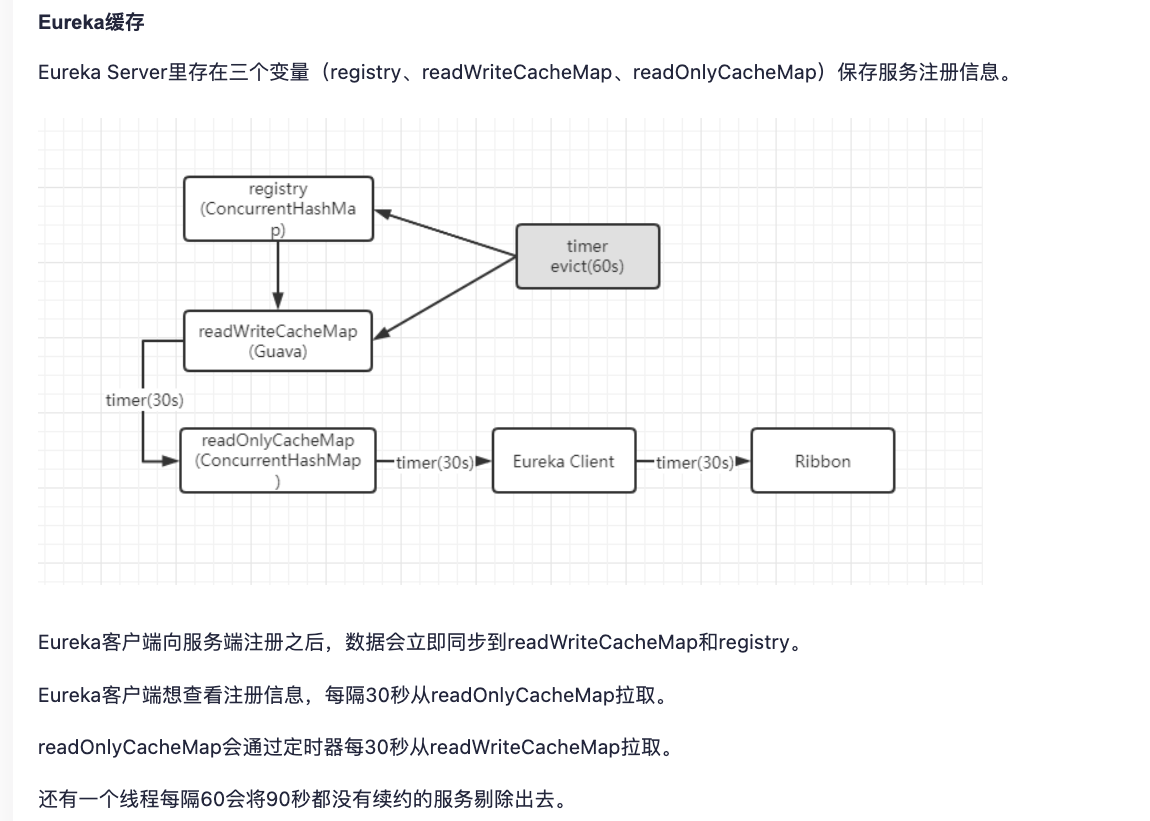 Eureka缓存
Eureka Server里存在三个变量（registry、readWriteCacheMap、readOnlyCacheMap）保存服务注册信息。
registry
(ConcurrentHashMa
p)
timer
evict(60s)
readWriteCacheMap
(Guava)
timer(30s)
readOnlyCacheMap
(ConcurrentHashMap
)
timer(30s)
Eureka Client
timer(30s)
Ribbon
Eureka客户端向服务端注册之后，数据会立即同步到readWriteCacheMap和registry。
Eureka客户端想查看注册信息，每隔30秒从readOnlyCacheMap拉取。
readOnlyCacheMap会通过定时器每30秒从readWriteCacheMap拉取。
还有一个线程每隔60会将90秒都没有续约的服务剔除出去。